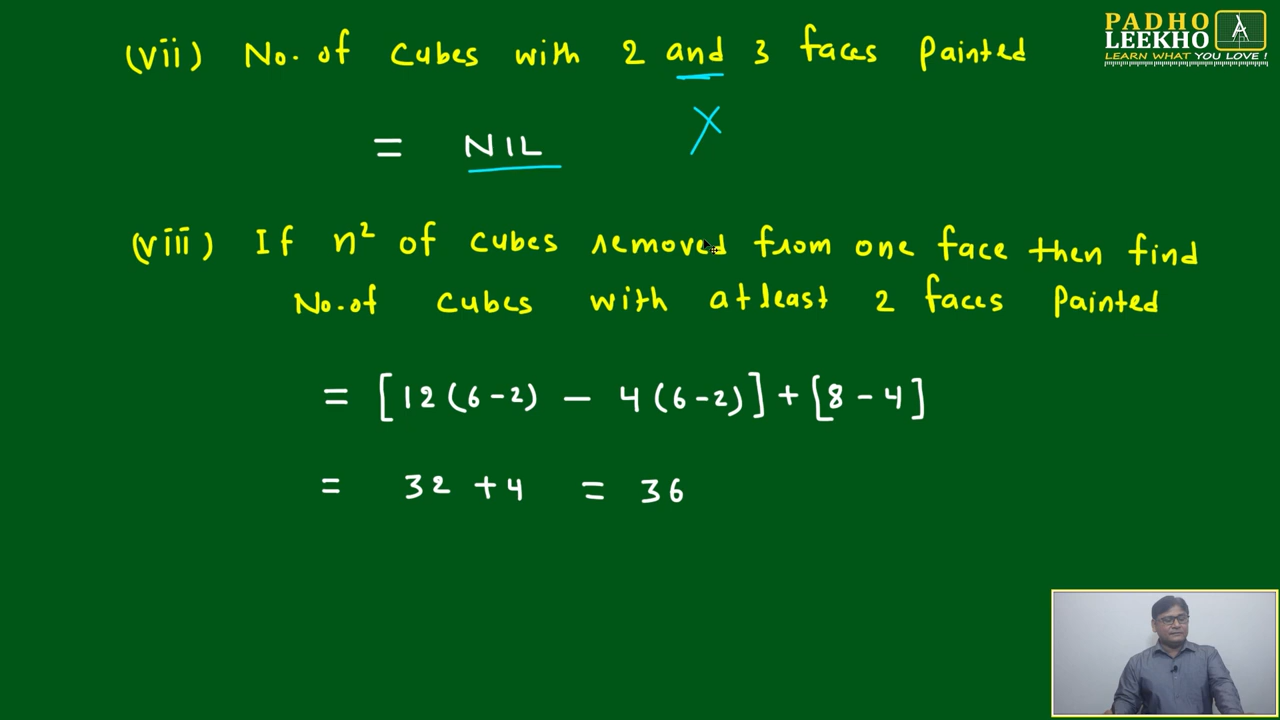 PADHO
LEEKHO
LEARN WHAT YOU LOVE !
(vii) No. of cubes with 2 and 3 faces Painted
= NIL X
(viii) If n² of cubes removed from one face then find
No. of cubes with atleast 2 faces Painted
= [12(6-2) - 4(6-2)] + [8 - 4]
= 32 + 4 = 36